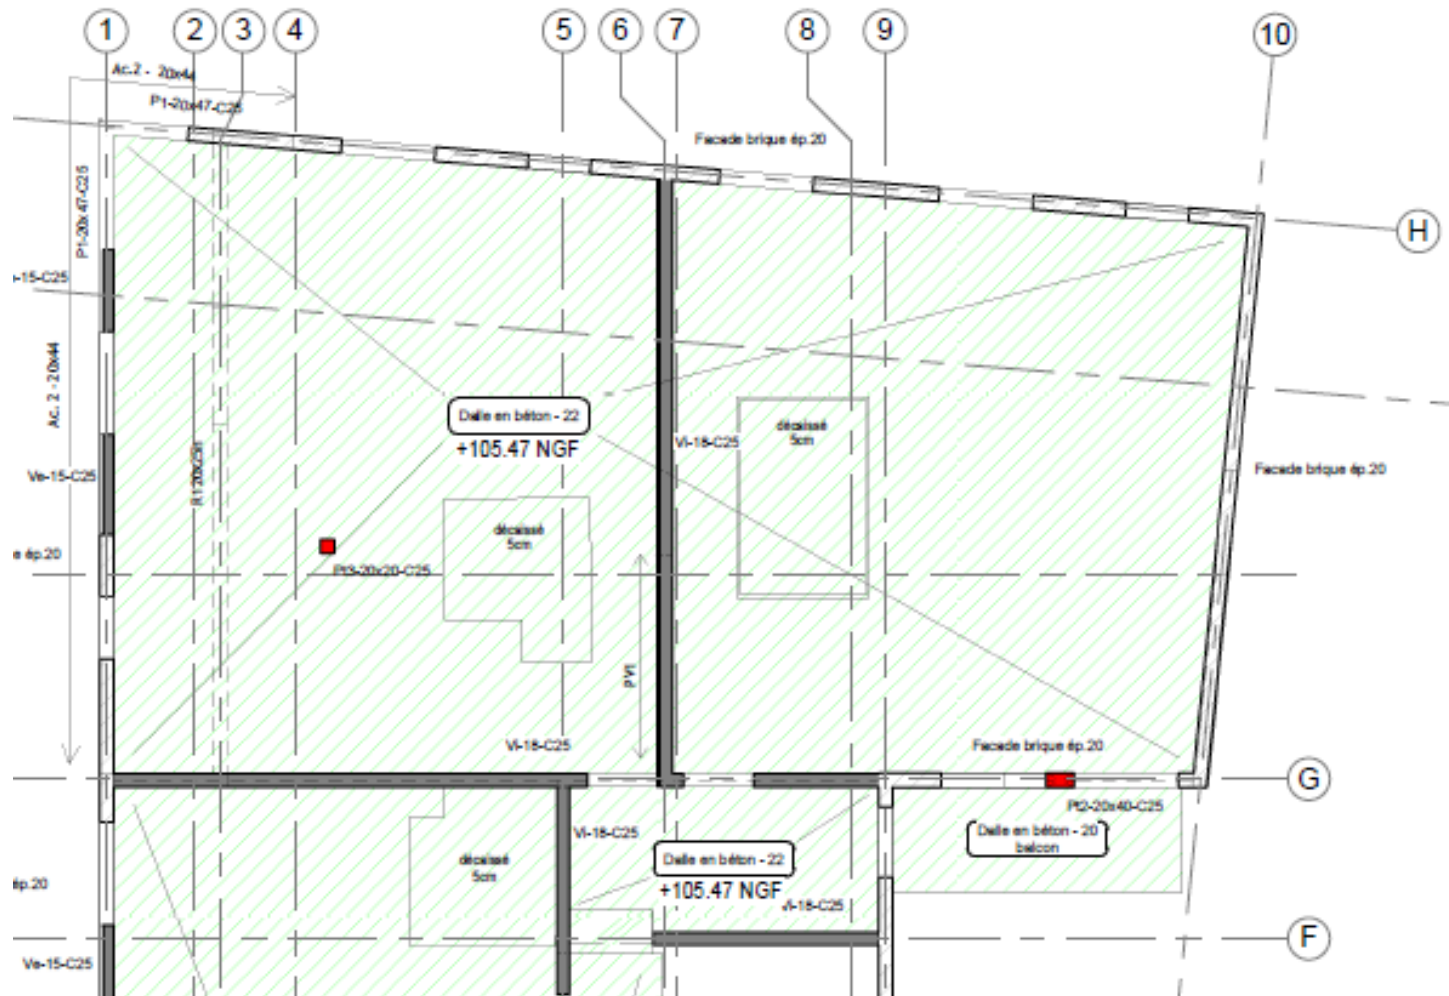 1
2
3
4
5
6
7
8
9
10
Ac.2 - 20x44
P1-20x47-C25
Facade brique ép.20
P1-20x47-C25
H
-15-C25
Ac. 2 - 20x44
Dalle en béton - 22
+105.47 NGF
décaissé
5cm
Vi-18-C25
Ve-15-C25
Facade brique ép.20
décaissé
5cm
e ép.20
Pt3-20x20-C25
PV1
Vi-18-C25
Facade brique ép.20
G
Pt2-20x40-C25
Vi-18-C25
Dalle en béton - 20
balcon
décaissé
5cm
Dalle en béton - 22
+105.47 NGF
ép.20
Vi-18-C25
F
Ve-15-C25